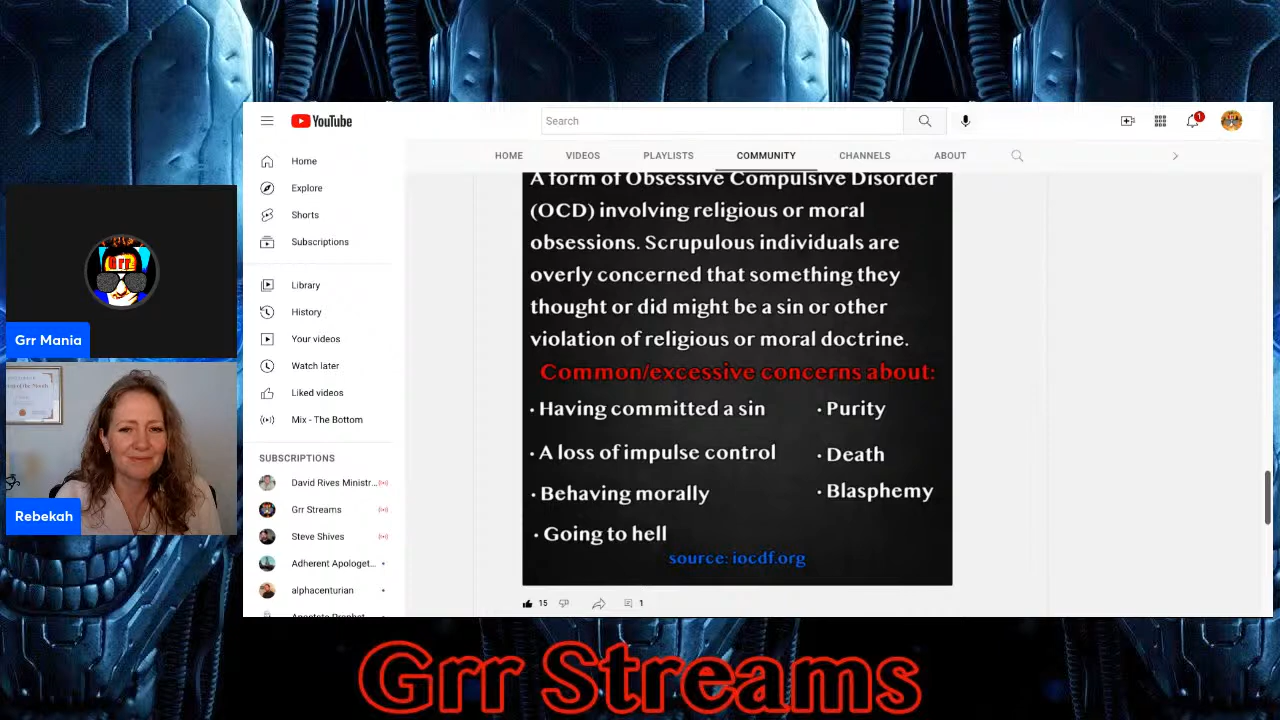 YouTube
Search
1
HOME VIDEOS PLAYLISTS COMMUNITY CHANNELS ABOUT
Home
Explore
Shorts
Subscriptions
Library
History
Your videos
Watch later
Liked videos
Mix - The Bottom
SUBSCRIPTIONS
David Rives Ministr...
Grr Streams
Steve Shives
Adherent Apologet...
alphacenturian
Apostate Prophet
A form of Obsessive Compulsive Disorder
(OCD) involving religious or moral
obsessions. Scrupulous individuals are
overly concerned that something they
thought or did might be a sin or other
violation of religious or moral doctrine.
Common/excessive concerns about:
• Having committed a sin • Purity
• A loss of impulse control • Death
• Behaving morally • Blasphemy
• Going to hell
source: iocdf.org
15 1
Grr
Grr Mania
Rebekah
Grr Streams